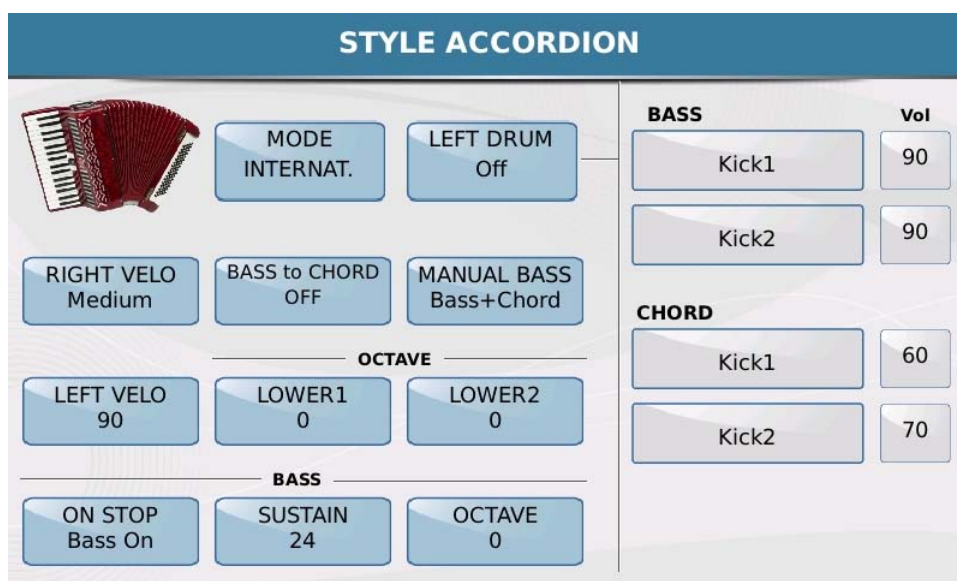 STYLE ACCORDION
MODE
INTERNAT.
LEFT DRUM
Off
RIGHT VELO
Medium
BASS to CHORD
OFF
MANUAL BASS
Bass+Chord
OCTAVE
LEFT VELO
90
LOWER1
0
LOWER2
0
BASS
ON STOP
Bass On
SUSTAIN
24
OCTAVE
0
BASS Vol
Kick1 90
Kick2 90
CHORD
Kick1 60
Kick2 70